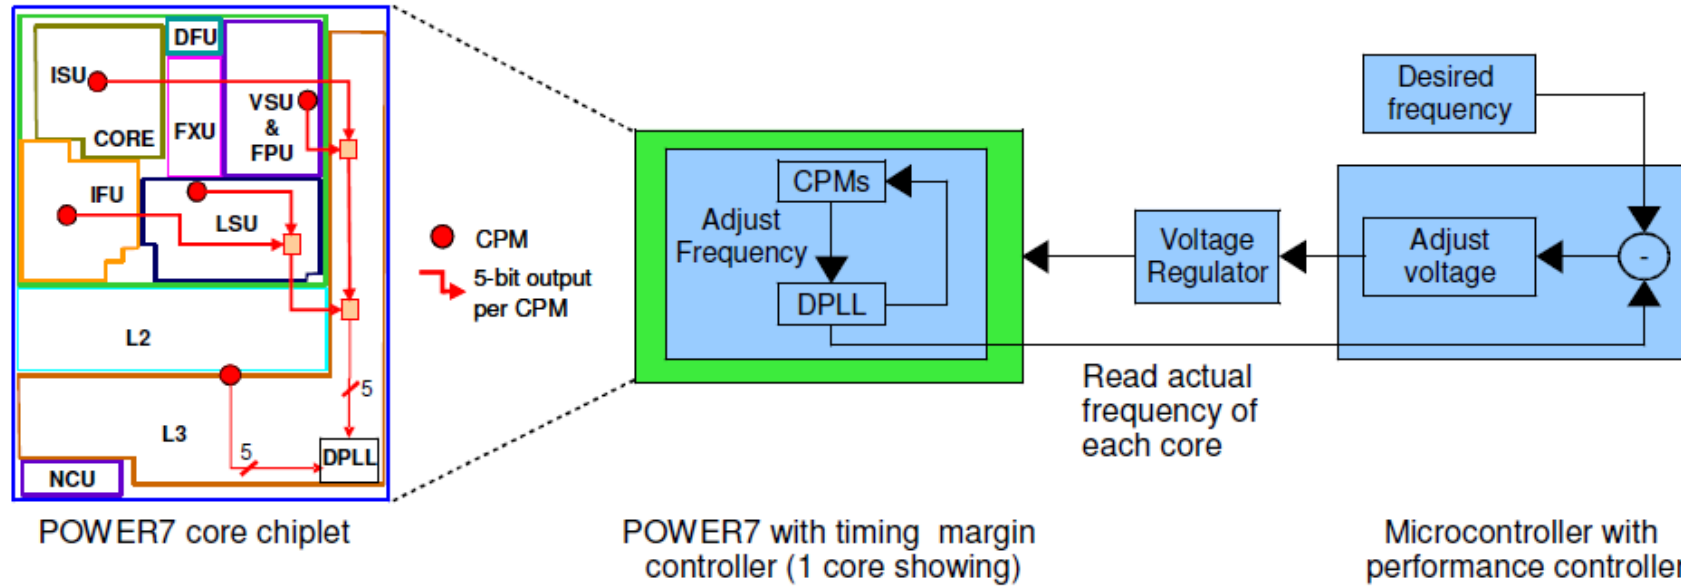 DFU
ISU
VSU
&
FPU
FXU
CORE
IFU
LSU
L2
5
L3
5
DPLL
NCU
POWER7 core chiplet
CPM
5-bit output
per CPM
CPMs
Adjust
Frequency
DPLL
POWER7 with timing margin
controller (1 core showing)
Voltage
Regulator
Read actual
frequency of
each core
Desired
frequency
Adjust
voltage
-
Microcontroller with
performance controller